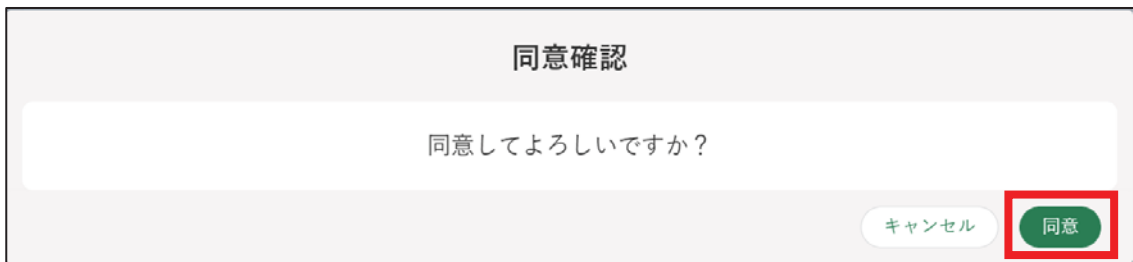 同意確認
同意してよろしいですか？
キャンセル
同意